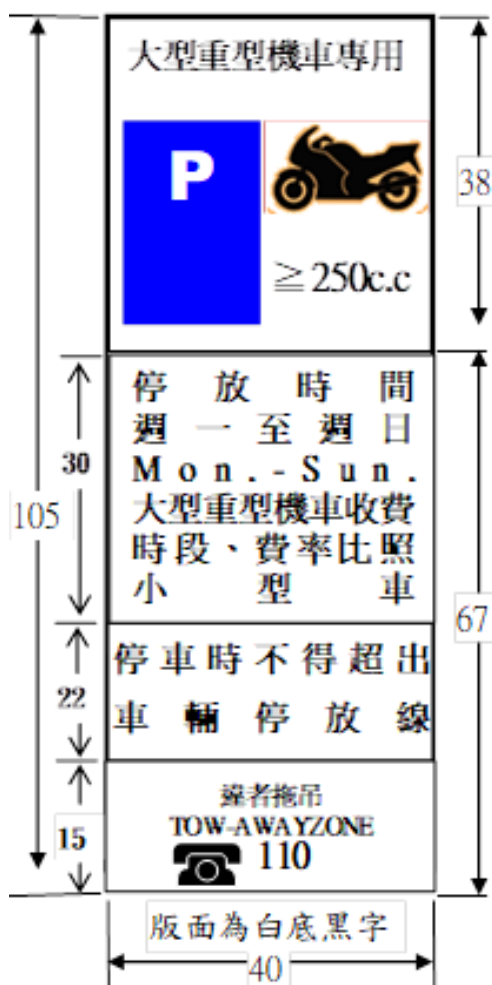 大型重型機車專用
P
≧250c.c
38
停放時間
週一至週日
Mon.-Sun.
大型重型機車收費
時段、費率比照
小型車
30
105
67
停車時不得超出
車輛停放線
22
違者拖吊
TOW-AWAYZONE
110
15
版面為白底黑字
40